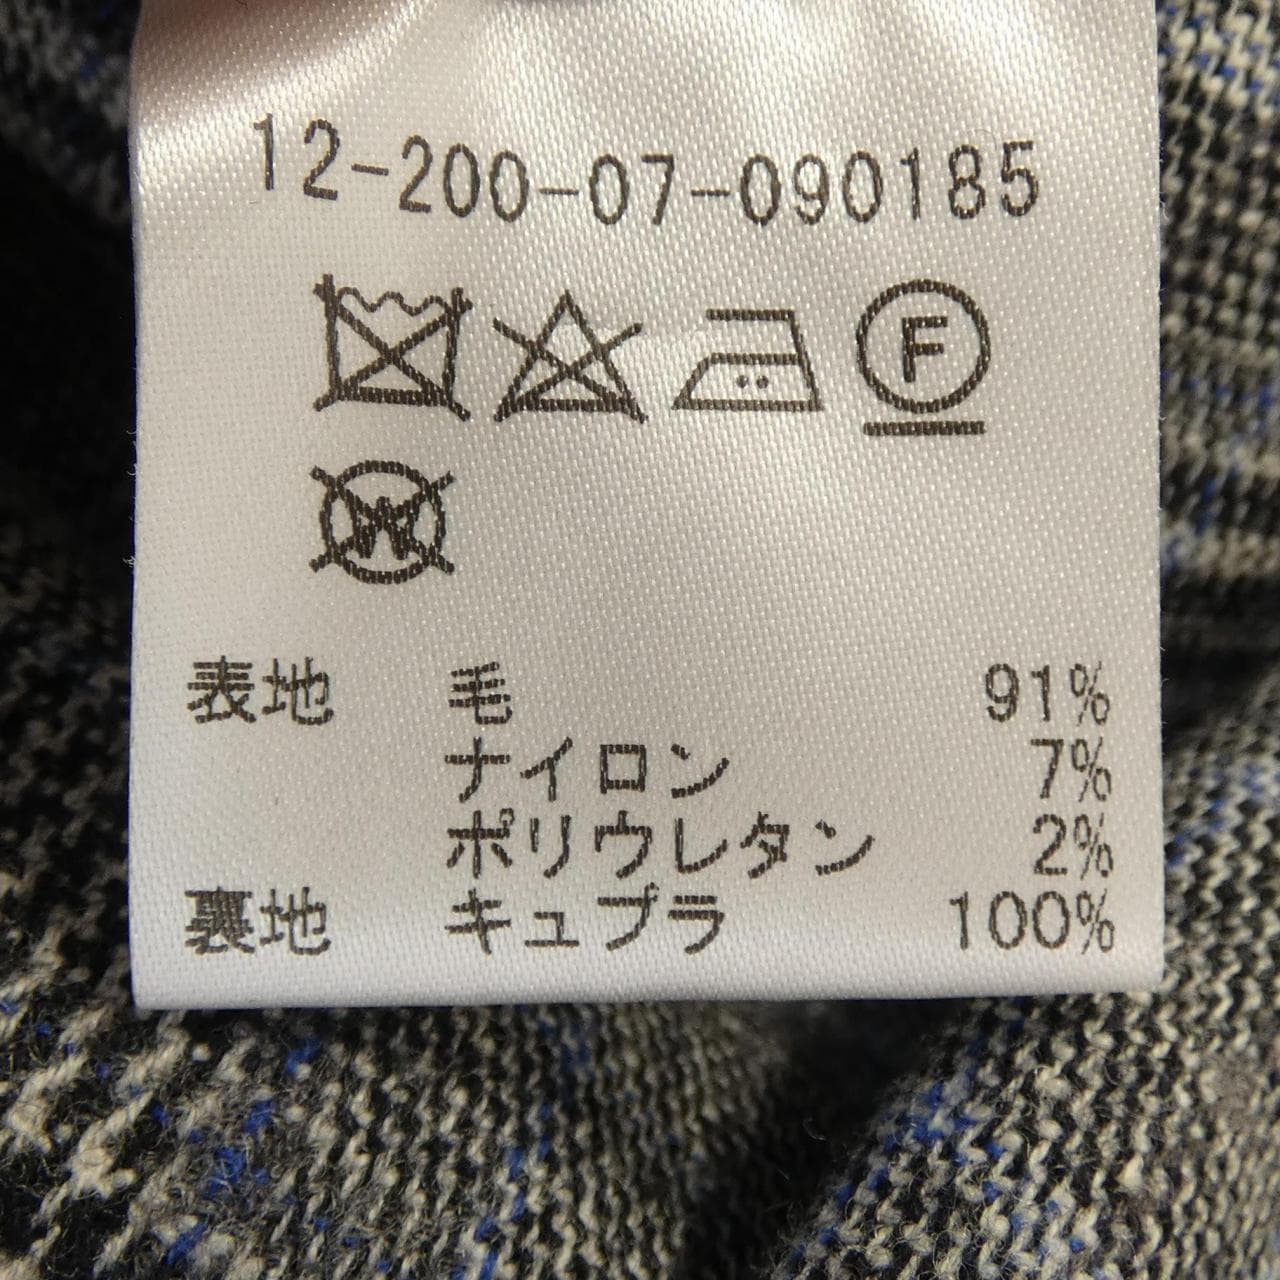 12-200-07-090185
F
W
表地 毛 91%
ナイロン 7%
ポリウレタン 2%
裏地 キュプラ 100%